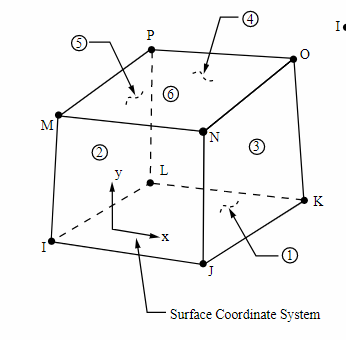 P
④
O
I
⑤
⑥
M
N
②
③
L
y
K
x
I
J
①
Surface Coordinate System